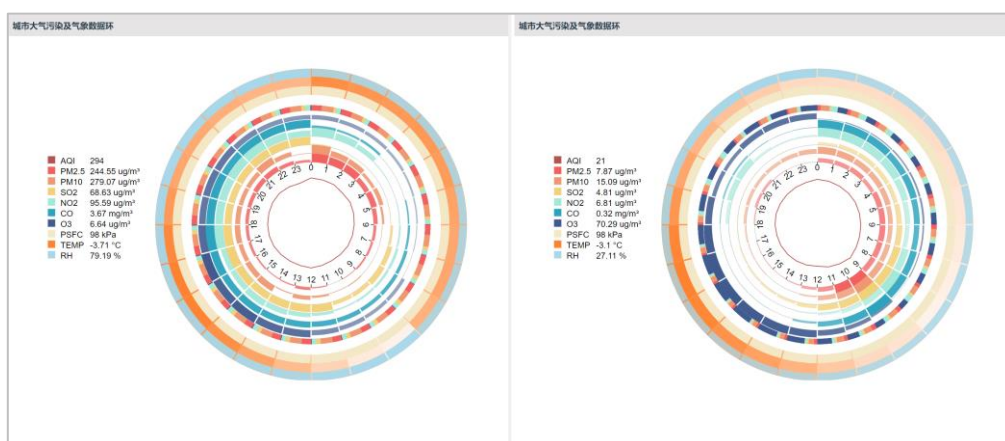 城市大气污染及气象数据环
AQI 294
PM2.5 244.55 ug/m³
PM10 279.07 ug/m³
SO2 68.63 ug/m³
NO2 95.59 ug/m³
CO 3.67 mg/m³
O3 6.64 ug/m³
PSFC 98 kPa
TEMP -3.71 °C
RH 79.19 %
0
1
2
3
4
5
6
7
8
9
10
11
12
13
14
15
16
17
18
19
20
21
22
23
城市大气污染及气象数据环
AQI 21
PM2.5 7.87 ug/m³
PM10 15.09 ug/m³
SO2 4.81 ug/m³
NO2 6.81 ug/m³
CO 0.32 mg/m³
O3 70.29 ug/m³
PSFC 98 kPa
TEMP -3.1 °C
RH 27.11 %
0
1
2
3
4
5
6
7
8
9
10
11
12
13
14
15
16
17
18
19
20
21
22
23